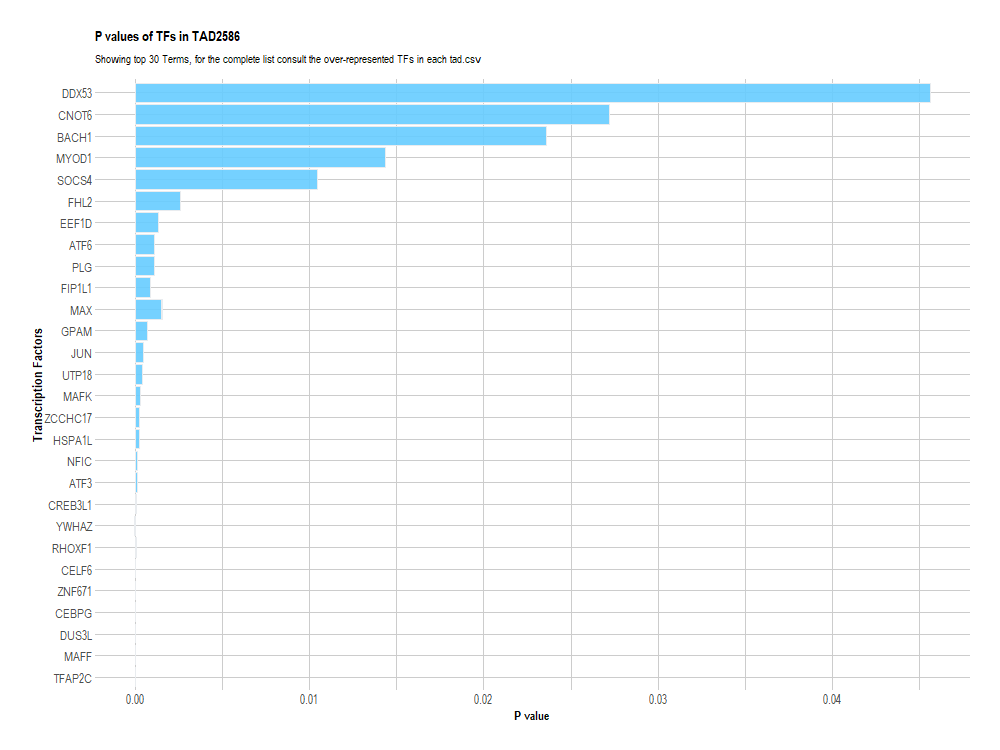 P values of TFs in TAD2586
Showing top 30 Terms, for the complete list consult the over-represented TFs in each tad.csv
Transcription Factors
DDX53
CNOT6
BACH1
MYOD1
SOCS4
FHL2
EEF1D
ATF6
PLG
FIP1L1
MAX
GPAM
JUN
UTP18
MAFK
ZCCHC17
HSPA1L
NFIC
ATF3
CREB3L1
YWHAZ
RHOXF1
CELF6
ZNF671
CEBPG
DUS3L
MAFF
TFAP2C
0.00 0.01 0.02 0.03 0.04
P value